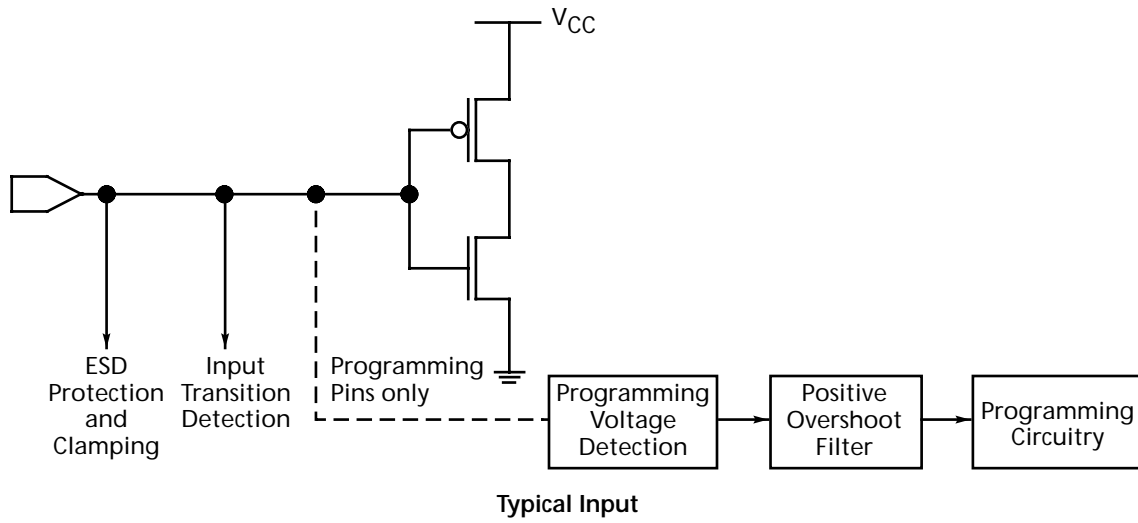 VCC
ESD
Protection
and
Clamping
Input
Transition
Detection
Programming
Pins only
Programming
Voltage
Detection
Positive
Overshoot
Filter
Programming
Circuitry
Typical Input